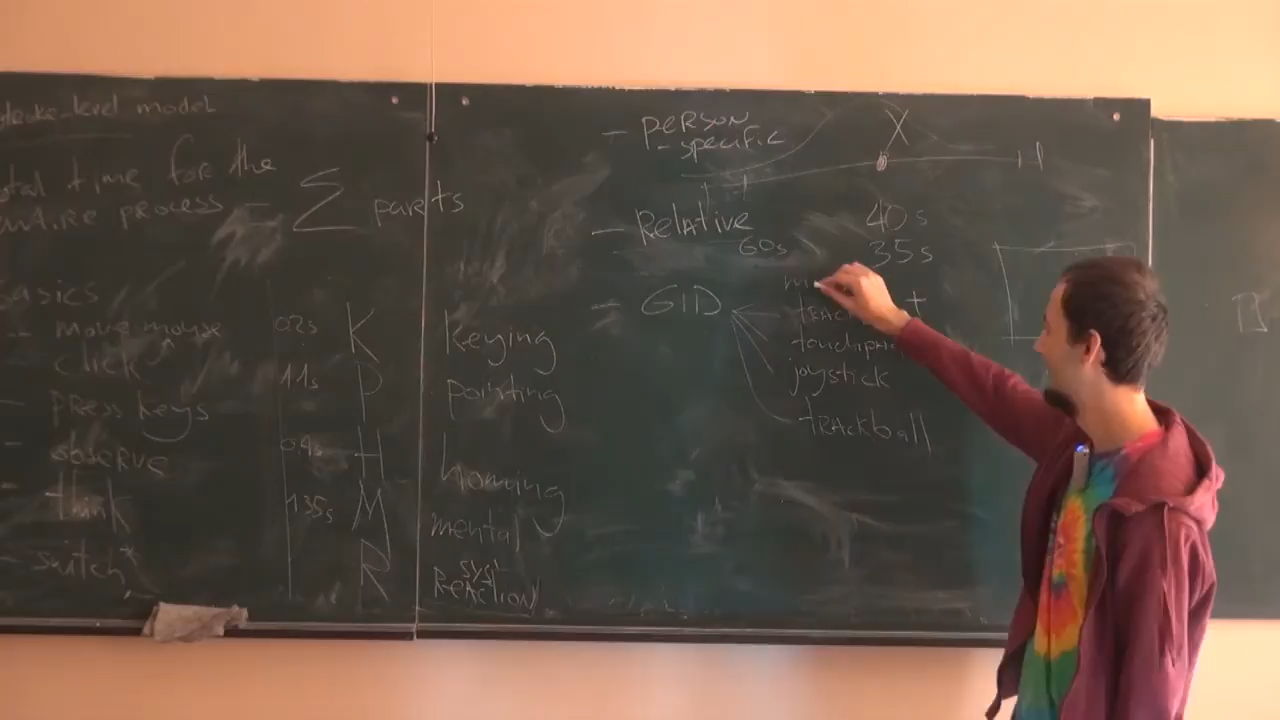 stroke-level model
total time for the
entire process - Σ parts
basics
- move mouse
click
- press keys
- observe
- think
- switch*
0.2s K keying
1.1s P pointing
0.4s H homing
1.35s M mental
R syst
Reaction
- person
- specific
X
- Relative 40s
60s 35s
- GID
touchpad
joystick
trackball